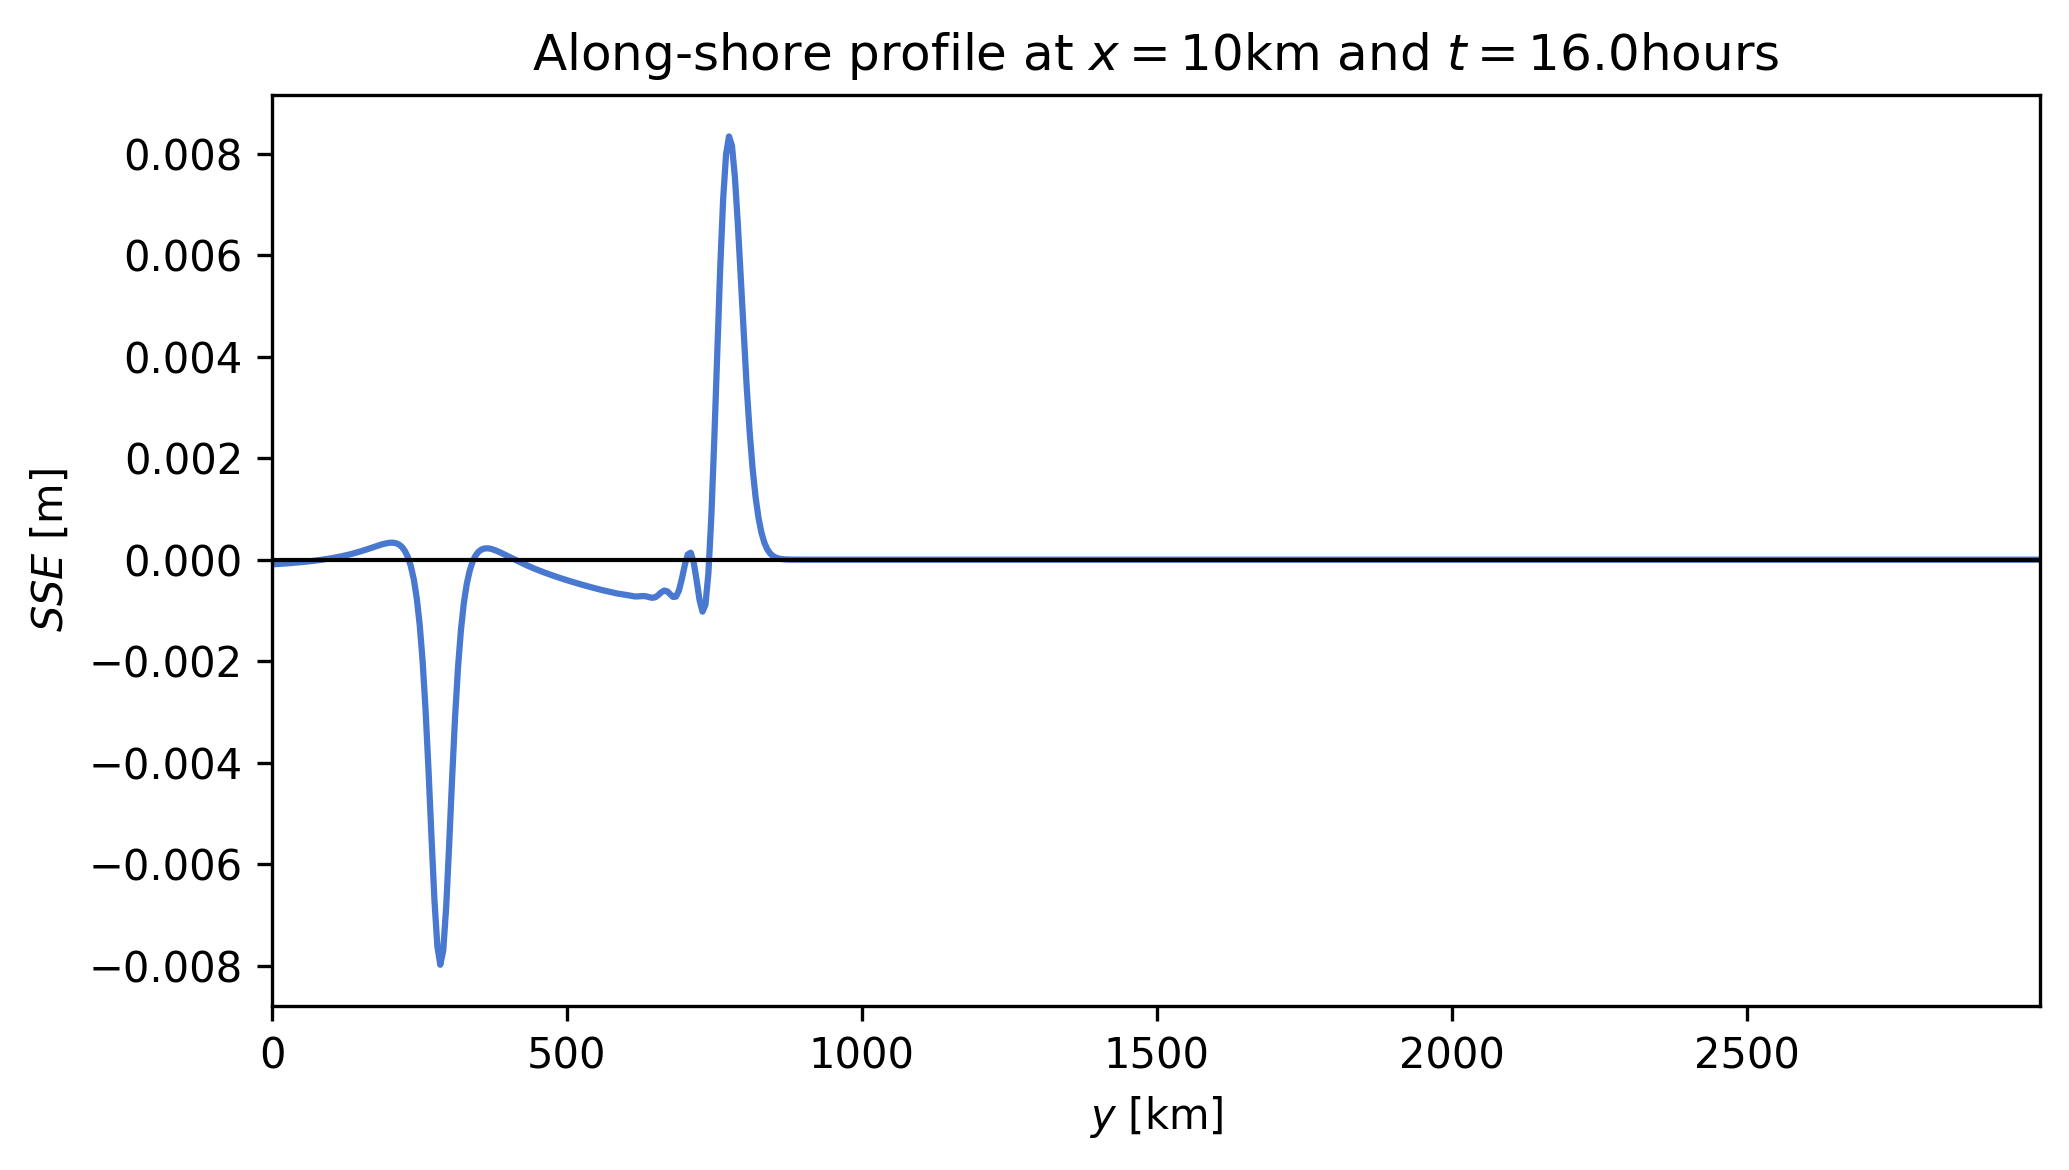 Along-shore profile at x = 10km and t = 16.0hours
0.008
0.006
0.004
0.002
0.000
−0.002
−0.004
−0.006
−0.008
SSE [m]
0 500 1000 1500 2000 2500
y [km]